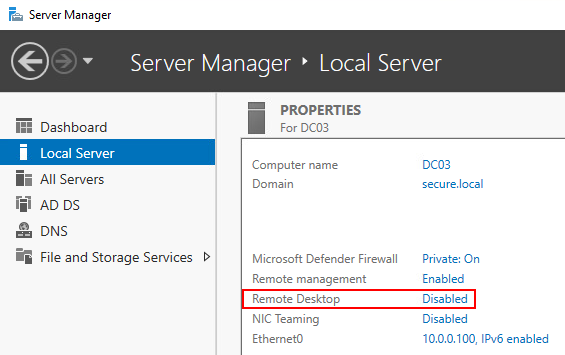 Server Manager
Server Manager ‣ Local Server
Dashboard
Local Server
All Servers
AD DS
DNS
File and Storage Services
PROPERTIES
For DC03
Computer name DC03
Domain secure.local
Microsoft Defender Firewall Private: On
Remote management Enabled
Remote Desktop Disabled
NIC Teaming Disabled
Ethernet0 10.0.0.100, IPv6 enabled